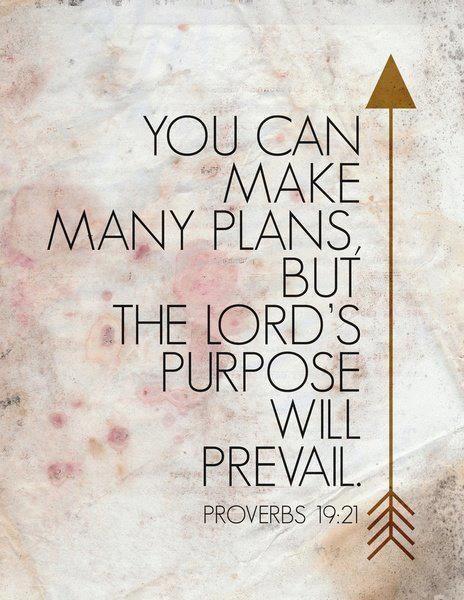 YOU CAN
MAKE
MANY PLANS,
BUT
THE LORD'S
PURPOSE
WILL
PREVAIL.
PROVERBS 19:21